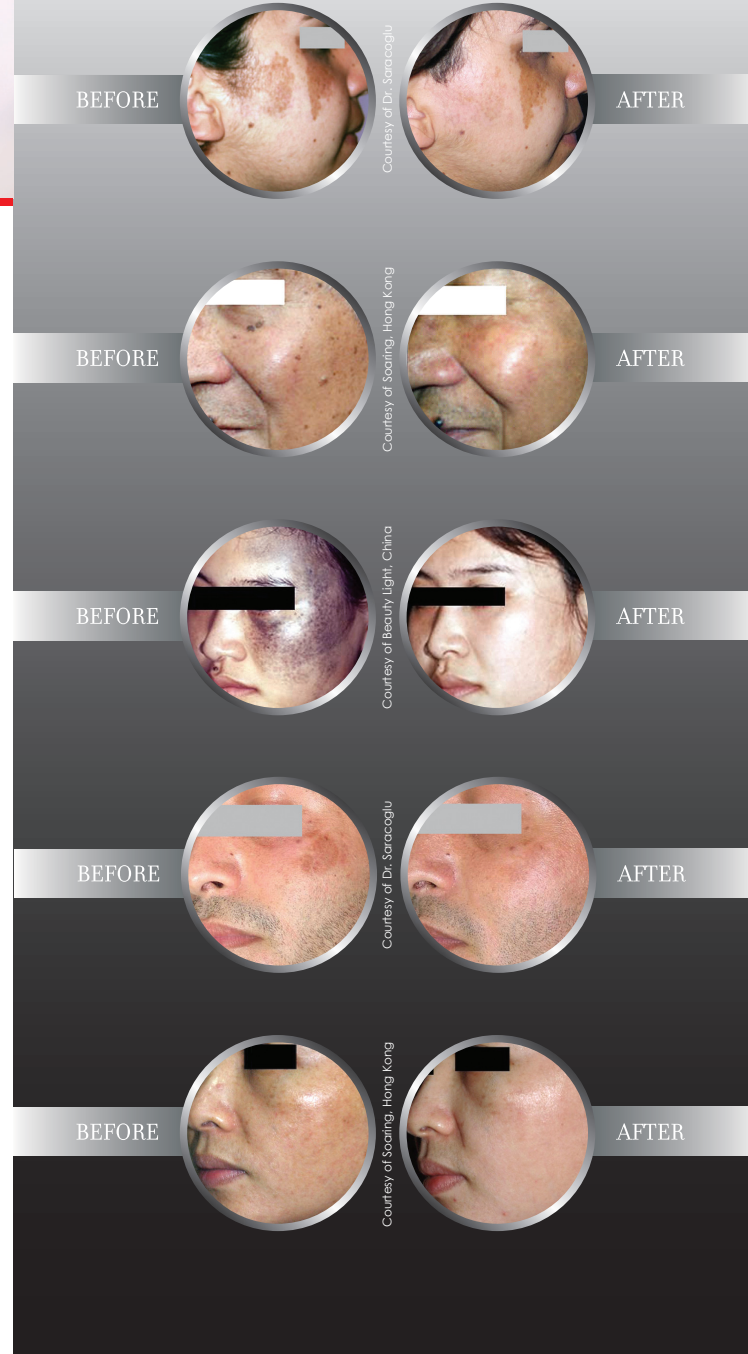 BEFORE
Courtesy of Dr. Saracoglu
AFTER
BEFORE
Courtesy of Soaring, Hong Kong
AFTER
BEFORE
Courtesy of Beauty Light, China
AFTER
BEFORE
Courtesy of Dr. Saracoglu
AFTER
BEFORE
Courtesy of Soaring, Hong Kong
AFTER